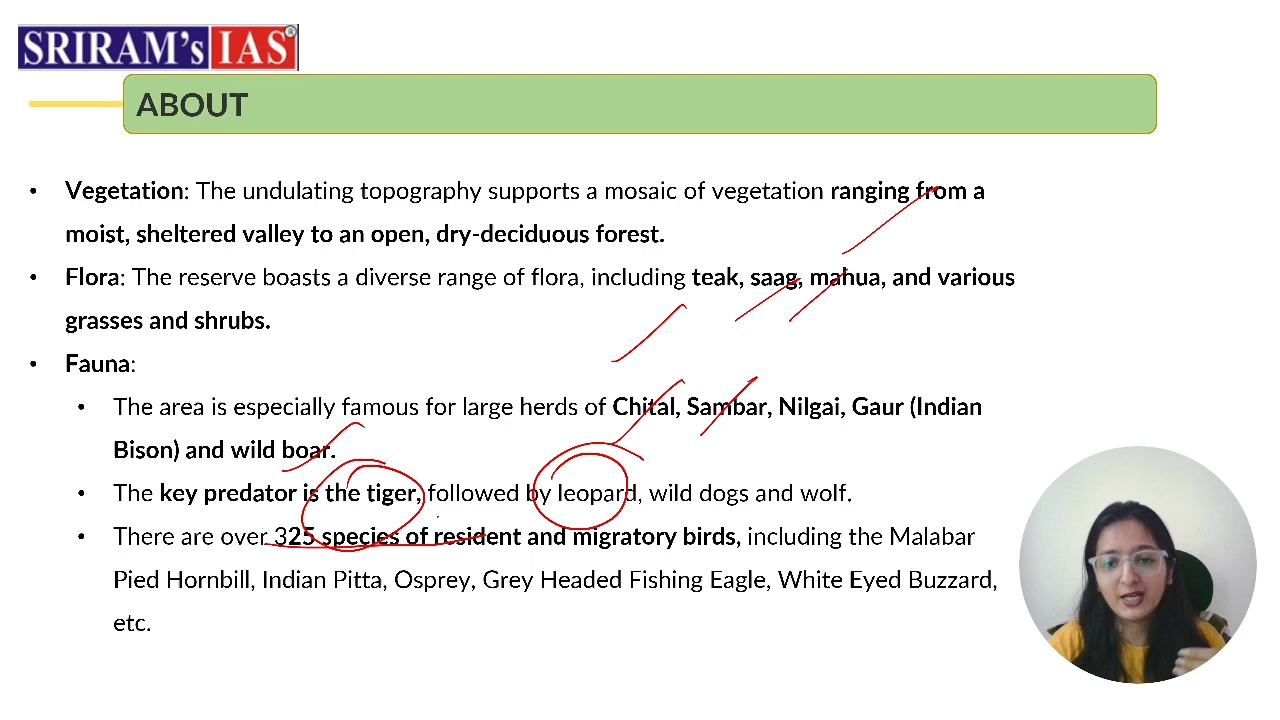 SRIRAM's IAS®
ABOUT
• Vegetation: The undulating topography supports a mosaic of vegetation ranging from a
moist, sheltered valley to an open, dry-deciduous forest.
• Flora: The reserve boasts a diverse range of flora, including teak, saag, mahua, and various
grasses and shrubs.
• Fauna:
• The area is especially famous for large herds of Chital, Sambar, Nilgai, Gaur (Indian
Bison) and wild boar.
• The key predator is the tiger, followed by leopard, wild dogs and wolf.
• There are over 325 species of resident and migratory birds, including the Malabar
Pied Hornbill, Indian Pitta, Osprey, Grey Headed Fishing Eagle, White Eyed Buzzard,
etc.